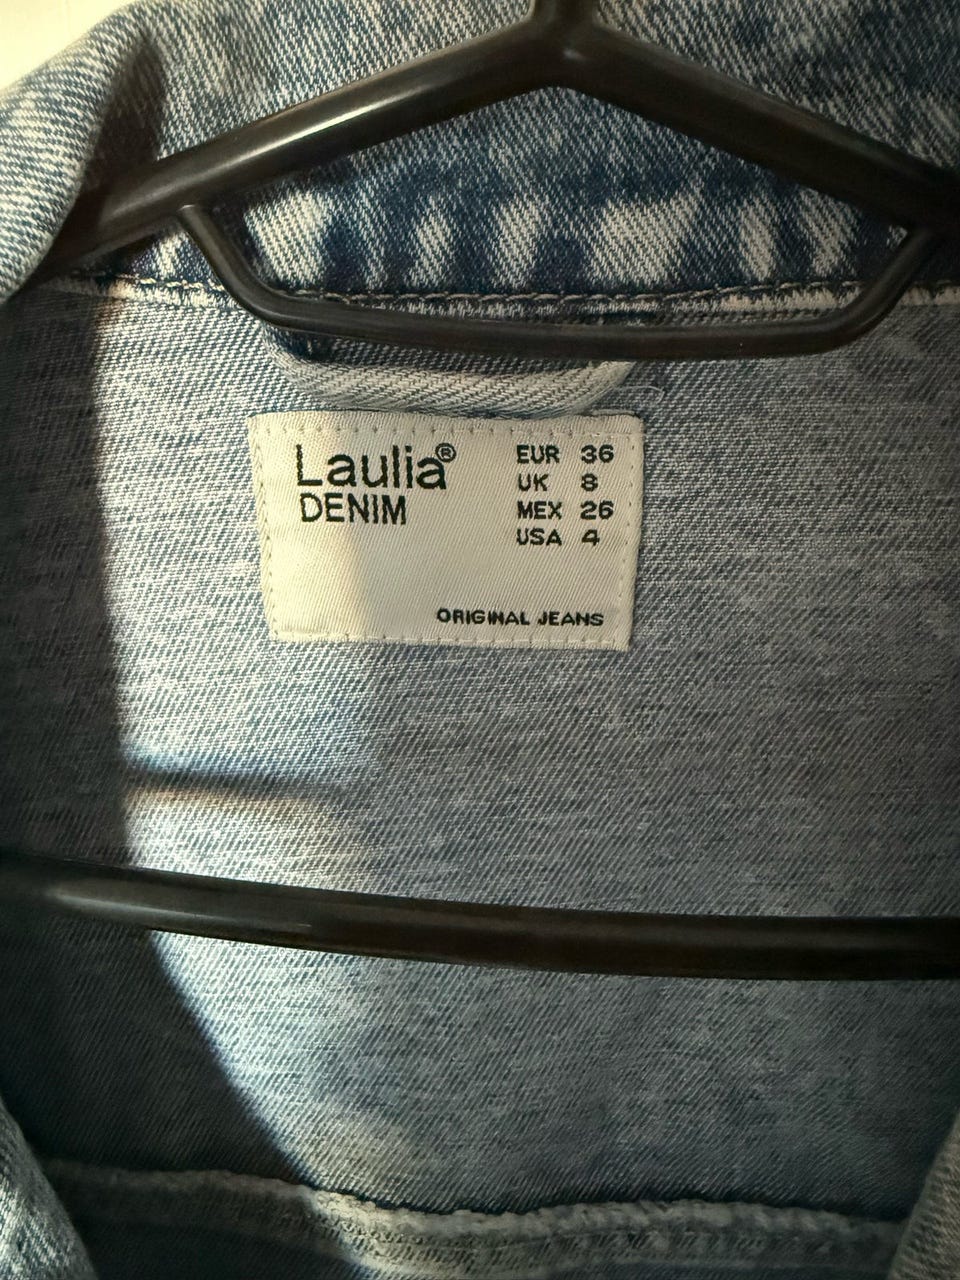 Laulia®
DENIM
EUR 36
UK 8
MEX 26
USA 4
ORIGINAL JEANS